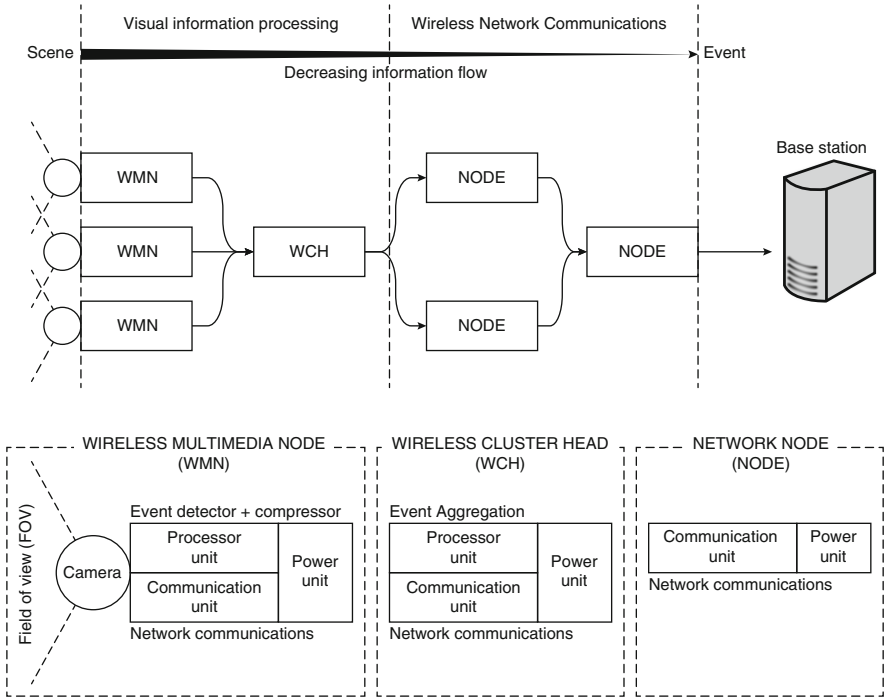 Visual information processing
Wireless Network Communications
Scene
Event
Decreasing information flow
Base station
WMN
NODE
WMN
WCH
NODE
WMN
NODE
WIRELESS MULTIMEDIA NODE
(WMN)
Field of view (FOV)
Camera
Event detector + compressor
Processor
unit
Communication
unit
Power
unit
Network communications
WIRELESS CLUSTER HEAD
(WCH)
Event Aggregation
Processor
unit
Communication
unit
Power
unit
Network communications
NETWORK NODE
(NODE)
Communication
unit
Power
unit
Network communications